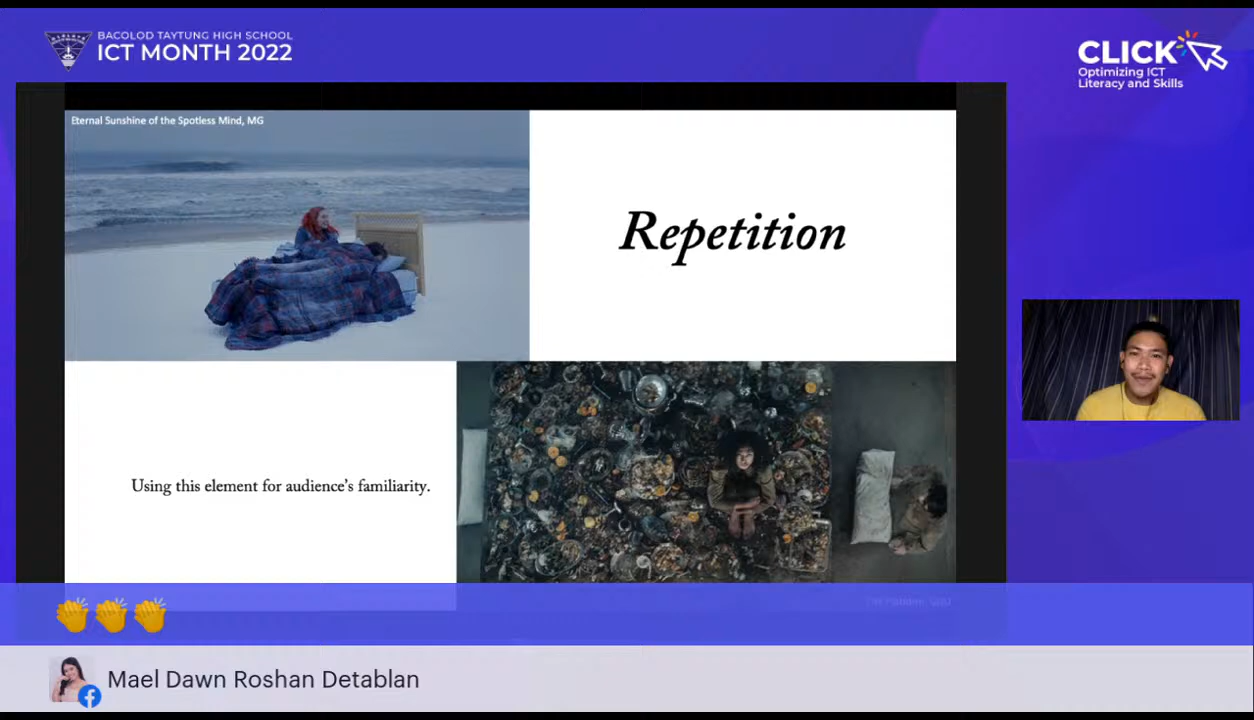 BACOLOD TAYTUNG HIGH SCHOOL
ICT MONTH 2022
CLICK
Optimizing ICT
Literacy and Skills
Eternal Sunshine of the Spotless Mind, MG
Repetition
Using this element for audience's familiarity.
👏👏👏
Mael Dawn Roshan Detablan